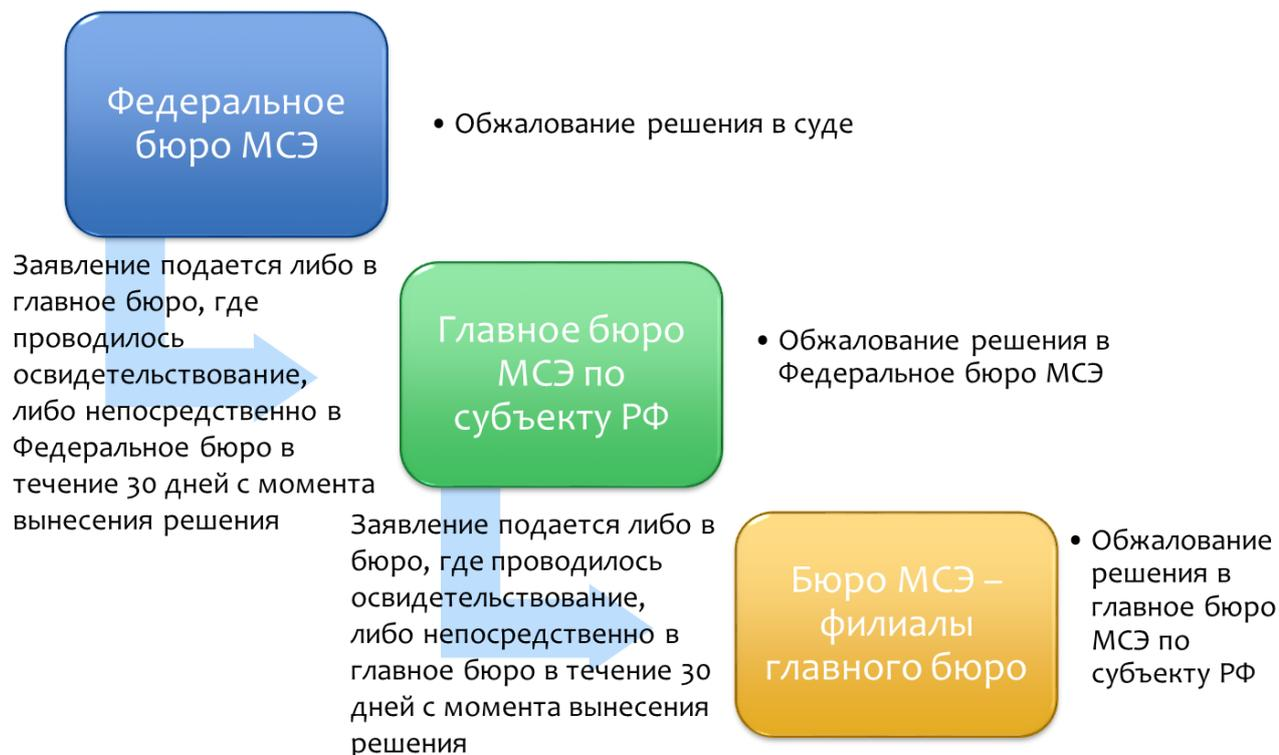 Федеральное
бюро МСЭ
• Обжалование решения в суде
Заявление подается либо в
главное бюро, где
проводилось
освидетельствование,
либо непосредственно в
Федеральное бюро в
течение 30 дней с момента
вынесения решения
Главное бюро
МСЭ по
субъекту РФ
• Обжалование решения в
Федеральное бюро МСЭ
Заявление подается либо в
бюро, где проводилось
освидетельствование,
либо непосредственно в
главное бюро в течение 30
дней с момента вынесения
решения
Бюро МСЭ –
филиалы
главного бюро
• Обжалование
решения в
главное бюро
МСЭ по
субъекту РФ